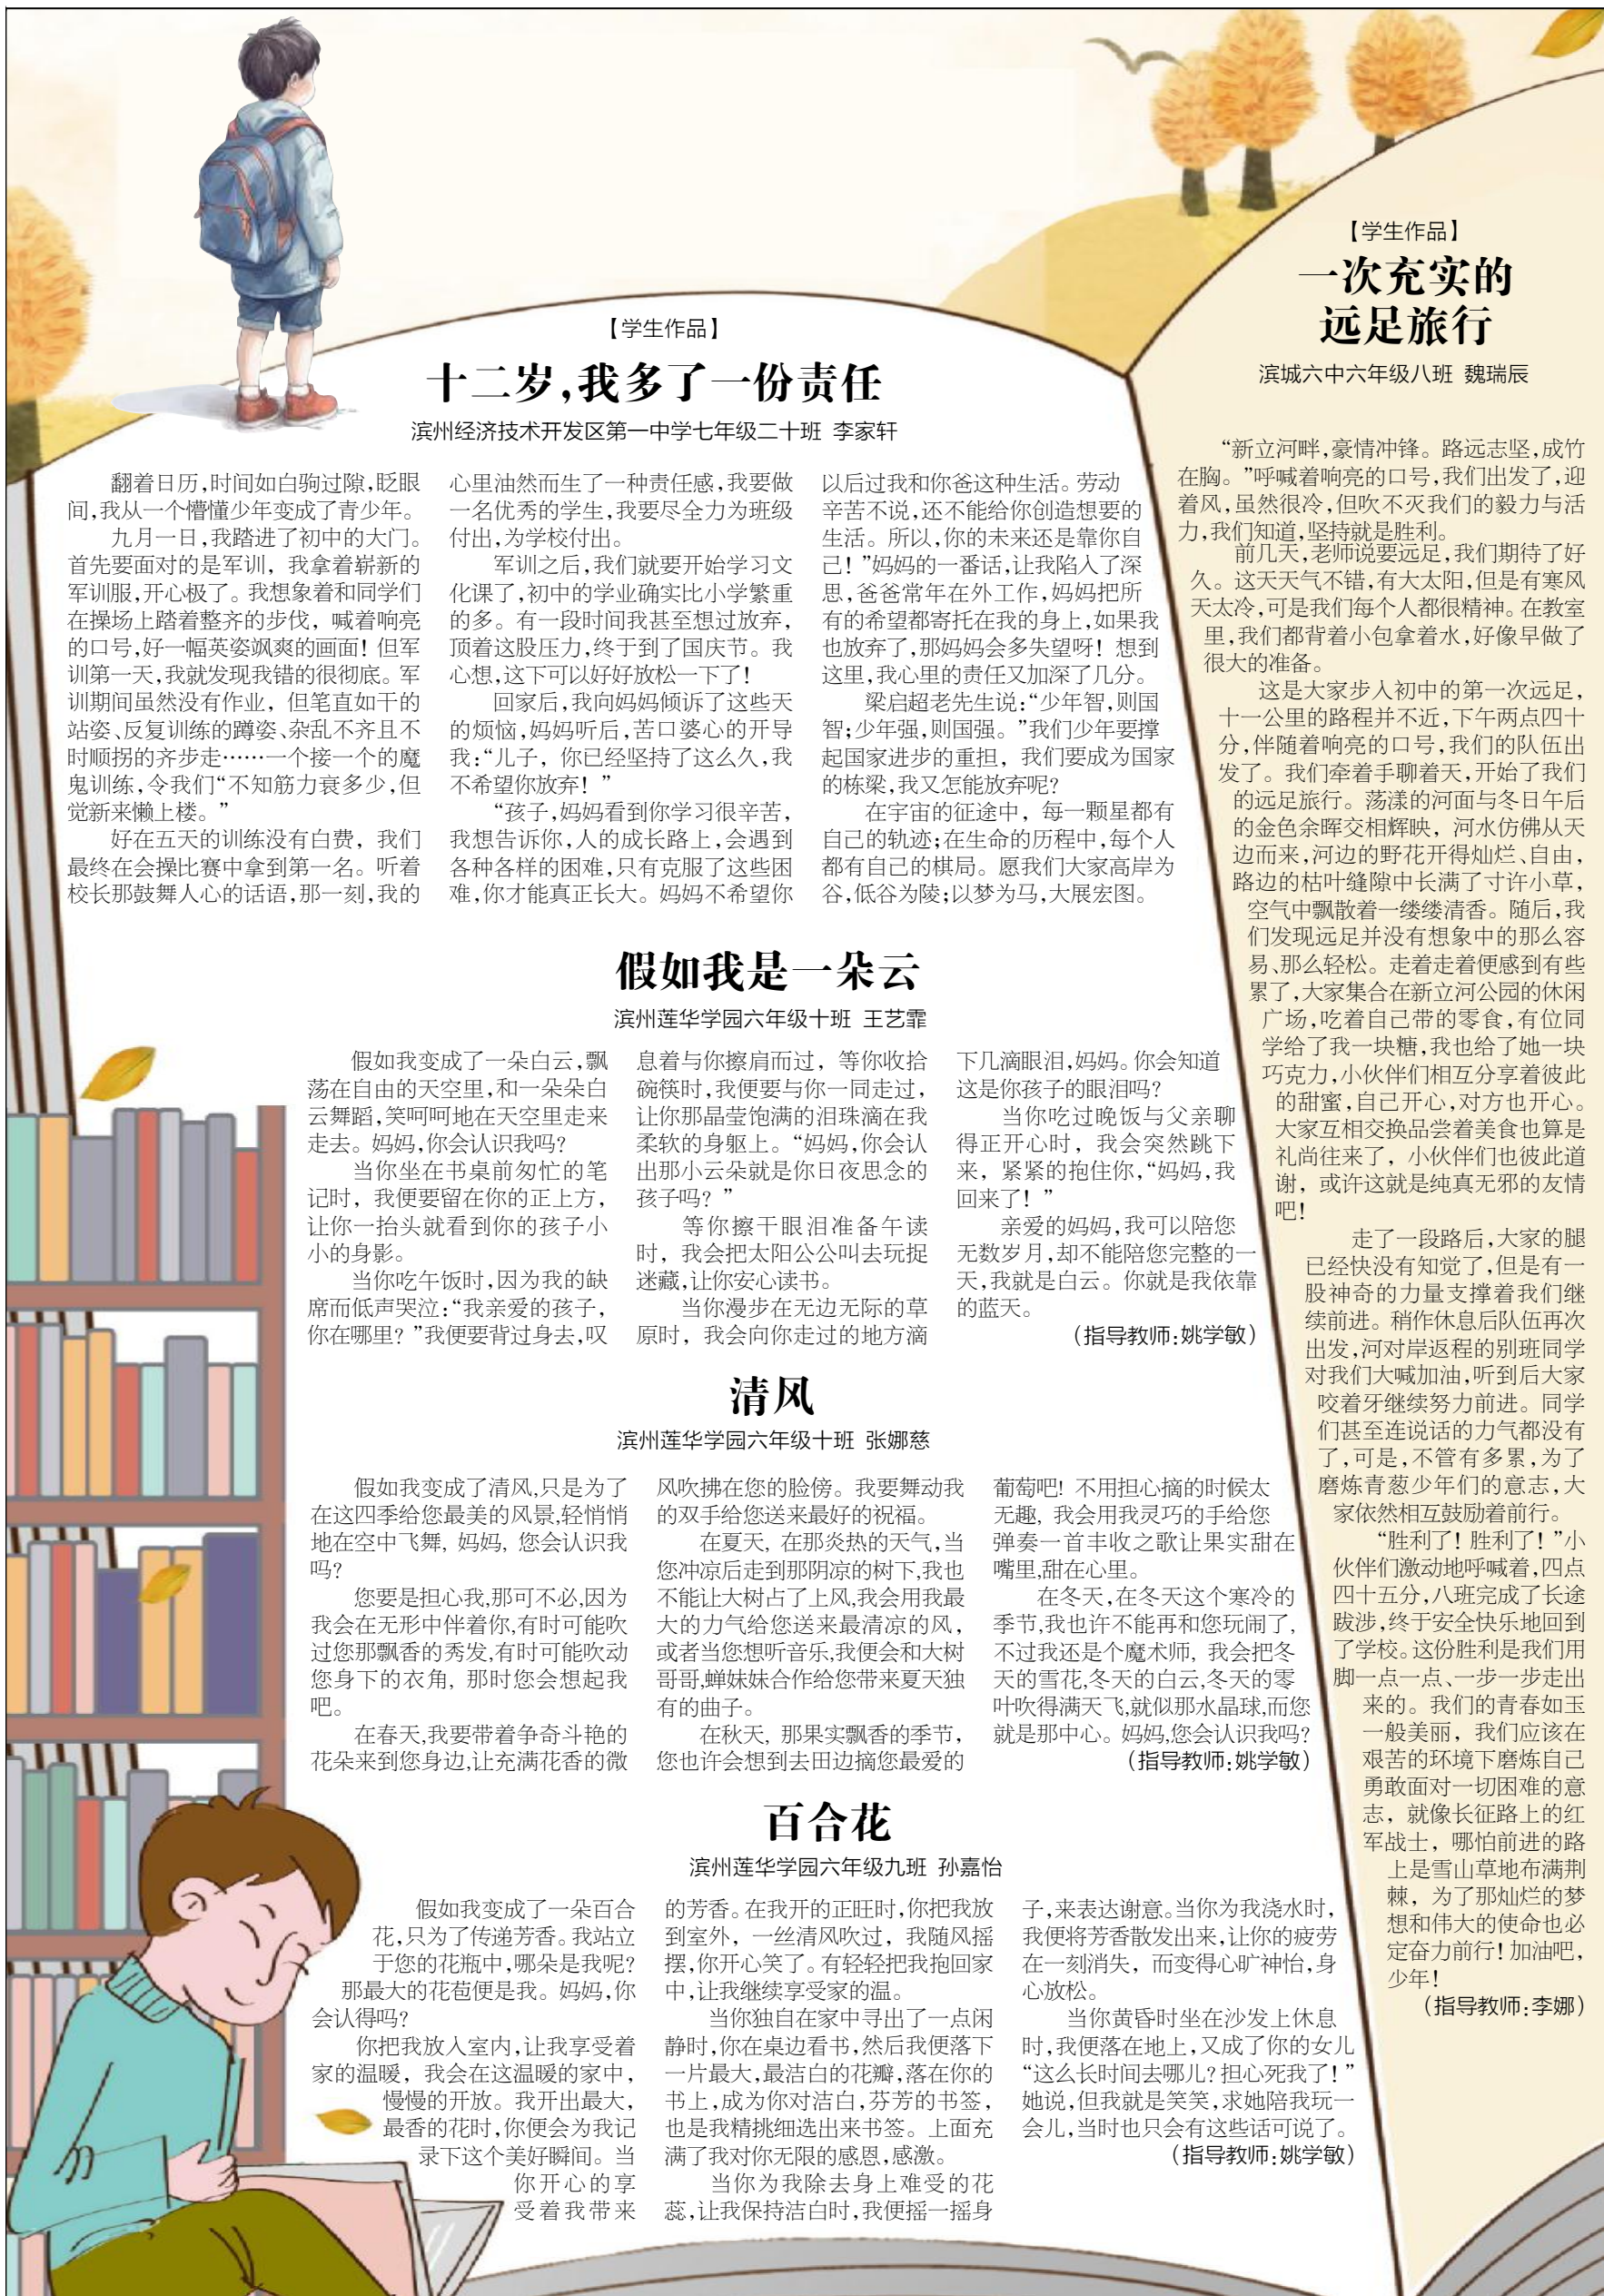 【学生作品】
十二岁,我多了一份责任
滨州经济技术开发区第一中学七年级二十班 李家轩
翻着日历,时间如白驹过隙,眨眼
间,我从一个懵懂少年变成了青少年。
九月一日,我踏进了初中的大门。
首先要面对的是军训，我拿着崭新的
军训服,开心极了。我想象着和同学们
在操场上踏着整齐的步伐，喊着响亮
的口号,好一幅英姿飒爽的画面！但军
训第一天,我就发现我错的很彻底。军
训期间虽然没有作业，但笔直如干的
站姿、反复训练的蹲姿、杂乱不齐且不
时顺拐的齐步走……一个接一个的魔
鬼训练,令我们“不知筋力衰多少,但
觉新来懒上楼。”
好在五天的训练没有白费，我们
最终在会操比赛中拿到第一名。听着
校长那鼓舞人心的话语,那一刻,我的
心里油然而生了一种责任感,我要做
一名优秀的学生,我要尽全力为班级
付出,为学校付出。
军训之后,我们就要开始学习文
化课了,初中的学业确实比小学繁重
的多。有一段时间我甚至想过放弃,
顶着这股压力,终于到了国庆节。我
心想,这下可以好好放松一下了！
回家后,我向妈妈倾诉了这些天
的烦恼,妈妈听后,苦口婆心的开导
我:“儿子，你已经坚持了这么久,我
不希望你放弃！”
“孩子,妈妈看到你学习很辛苦,
我想告诉你,人的成长路上,会遇到
各种各样的困难,只有克服了这些困
难,你才能真正长大。妈妈不希望你
以后过我和你爸这种生活。劳动
辛苦不说,还不能给你创造想要的
生活。所以,你的未来还是靠你自
己！”妈妈的一番话,让我陷入了深
思,爸爸常年在外工作,妈妈把所
有的希望都寄托在我的身上,如果我
也放弃了,那妈妈会多失望呀！想到
这里,我心里的责任又加深了几分。
梁启超老先生说:“少年智,则国
智;少年强,则国强。”我们少年要撑
起国家进步的重担，我们要成为国家
的栋梁,我又怎能放弃呢?
在宇宙的征途中，每一颗星都有
自己的轨迹;在生命的历程中,每个人
都有自己的棋局。愿我们大家高岸为
谷,低谷为陵;以梦为马,大展宏图。
假如我是一朵云
滨州莲华学园六年级十班 王艺霏
假如我变成了一朵白云,飘
荡在自由的天空里,和一朵朵白
云舞蹈,笑呵呵地在天空里走来
走去。妈妈,你会认识我吗?
当你坐在书桌前匆忙的笔
记时，我便要留在你的正上方，
让你一抬头就看到你的孩子小
小的身影。
当你吃午饭时,因为我的缺
席而低声哭泣:“我亲爱的孩子,
你在哪里？”我便要背过身去,叹
息着与你擦肩而过，等你收拾
碗筷时,我便要与你一同走过,
让你那晶莹饱满的泪珠滴在我
柔软的身躯上。“妈妈,你会认
出那小云朵就是你日夜思念的
孩子吗？”
等你擦干眼泪准备午读
时，我会把太阳公公叫去玩捉
迷藏,让你安心读书。
当你漫步在无边无际的草
原时，我会向你走过的地方滴
下几滴眼泪,妈妈。你会知道
这是你孩子的眼泪吗?
当你吃过晚饭与父亲聊
得正开心时，我会突然跳下
来，紧紧的抱住你,“妈妈,我
回来了！”
亲爱的妈妈,我可以陪您
无数岁月,却不能陪您完整的一
天,我就是白云。你就是我依靠
的蓝天。
（指导教师:姚学敏）
清风
滨州莲华学园六年级十班 张娜慈
假如我变成了清风,只是为了
在这四季给您最美的风景,轻悄悄
地在空中飞舞, 妈妈, 您会认识我
吗?
您要是担心我,那可不必,因为
我会在无形中伴着你,有时可能吹
过您那飘香的秀发,有时可能吹动
您身下的衣角, 那时您会想起我
吧。
在春天,我要带着争奇斗艳的
花朵来到您身边,让充满花香的微
风吹拂在您的脸傍。我要舞动我
的双手给您送来最好的祝福。
在夏天, 在那炎热的天气,当
您冲凉后走到那阴凉的树下,我也
不能让大树占了上风,我会用我最
大的力气给您送来最清凉的风,
或者当您想听音乐,我便会和大树
哥哥,蝉妹妹合作给您带来夏天独
有的曲子。
在秋天, 那果实飘香的季节,
您也许会想到去田边摘您最爱的
葡萄吧！不用担心摘的时候太
无趣, 我会用我灵巧的手给您
弹奏一首丰收之歌让果实甜在
嘴里,甜在心里。
在冬天,在冬天这个寒冷的
季节,我也许不能再和您玩闹了,
不过我还是个魔术师, 我会把冬
天的雪花,冬天的白云,冬天的零
叶吹得满天飞,就似那水晶球,而您
就是那中心。妈妈,您会认识我吗?
（指导教师:姚学敏）
百合花
滨州莲华学园六年级九班 孙嘉怡
假如我变成了一朵百合
花,只为了传递芳香。我站立
于您的花瓶中,哪朵是我呢?
那最大的花苞便是我。妈妈,你
会认得吗?
你把我放入室内,让我享受着
家的温暖，我会在这温暖的家中,
慢慢的开放。我开出最大,
最香的花时,你便会为我记
录下这个美好瞬间。当
你开心的享
受着我带来
的芳香。在我开的正旺时,你把我放
到室外，一丝清风吹过，我随风摇
摆,你开心笑了。有轻轻把我抱回家
中,让我继续享受家的温。
当你独自在家中寻出了一点闲
静时,你在桌边看书,然后我便落下
一片最大,最洁白的花瓣,落在你的
书上,成为你对洁白,芬芳的书签,
也是我精挑细选出来书签。上面充
满了我对你无限的感恩,感激。
当你为我除去身上难受的花
蕊,让我保持洁白时,我便摇一摇身
子,来表达谢意。当你为我浇水时,
我便将芳香散发出来,让你的疲劳
在一刻消失，而变得心旷神怡,身
心放松。
当你黄昏时坐在沙发上休息
时,我便落在地上,又成了你的女儿
“这么长时间去哪儿?担心死我了！”
她说,但我就是笑笑,求她陪我玩一
会儿,当时也只会有这些话可说了。
（指导教师:姚学敏）
【学生作品】
一次充实的
远足旅行
滨城六中六年级八班 魏瑞辰
“新立河畔,豪情冲锋。路远志坚,成竹
在胸。”呼喊着响亮的口号,我们出发了,迎
着风,虽然很冷,但吹不灭我们的毅力与活
力,我们知道,坚持就是胜利。
前几天,老师说要远足,我们期待了好
久。这天天气不错,有大太阳,但是有寒风
天太冷,可是我们每个人都很精神。在教室
里,我们都背着小包拿着水,好像早做了
很大的准备。
这是大家步入初中的第一次远足,
十一公里的路程并不近,下午两点四十
分,伴随着响亮的口号,我们的队伍出
发了。我们牵着手聊着天,开始了我们
的远足旅行。荡漾的河面与冬日午后
的金色余晖交相辉映，河水仿佛从天
边而来,河边的野花开得灿烂、自由,
路边的枯叶缝隙中长满了寸许小草,
空气中飘散着一缕缕清香。随后,我
们发现远足并没有想象中的那么容
易、那么轻松。走着走着便感到有些
累了,大家集合在新立河公园的休闲
广场,吃着自己带的零食,有位同
学给了我一块糖,我也给了她一块
巧克力,小伙伴们相互分享着彼此
的甜蜜,自己开心,对方也开心。
大家互相交换品尝着美食也算是
礼尚往来了，小伙伴们也彼此道
谢，或许这就是纯真无邪的友情
吧！
走了一段路后,大家的腿
已经快没有知觉了,但是有一
股神奇的力量支撑着我们继
续前进。稍作休息后队伍再次
出发,河对岸返程的别班同学
对我们大喊加油,听到后大家
咬着牙继续努力前进。同学
们甚至连说话的力气都没有
了,可是,不管有多累,为了
磨炼青葱少年们的意志,大
家依然相互鼓励着前行。
“胜利了！胜利了！”小
伙伴们激动地呼喊着,四点
四十五分,八班完成了长途
跋涉,终于安全快乐地回到
了学校。这份胜利是我们用
脚一点一点、一步一步走出
来的。我们的青春如玉
一般美丽，我们应该在
艰苦的环境下磨炼自己
勇敢面对一切困难的意
志，就像长征路上的红
军战士，哪怕前进的路
上是雪山草地布满荆
棘，为了那灿烂的梦
想和伟大的使命也必
定奋力前行！加油吧,
少年！
（指导教师:李娜）